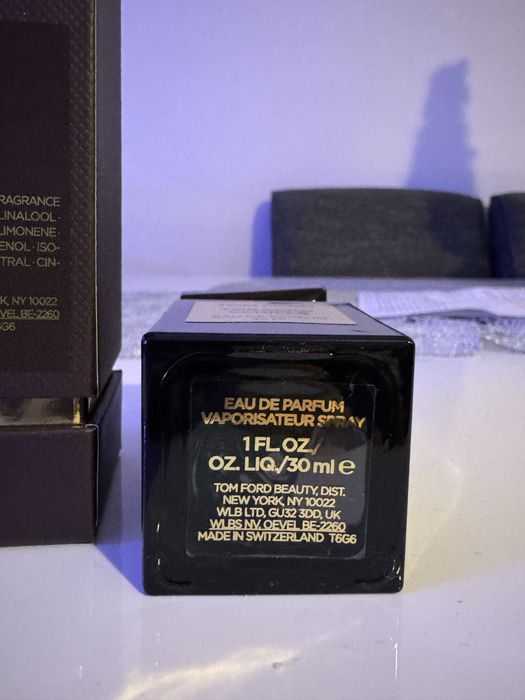 RAGRANCE
LINALOOL·
LIMONENE·
ENOL·ISO-
TRAL·CIN-
K, NY 10022
EVEL BE-2260
6G6
EAU DE PARFUM
VAPORISATEUR SPRAY
1 FL.OZ./
OZ. LIQ./30 ml e
TOM FORD BEAUTY, DIST.
NEW YORK, NY 10022
WLB LTD, GU32 3DD, UK
WLBS NV. OEVEL BE-2260
MADE IN SWITZERLAND T6G6